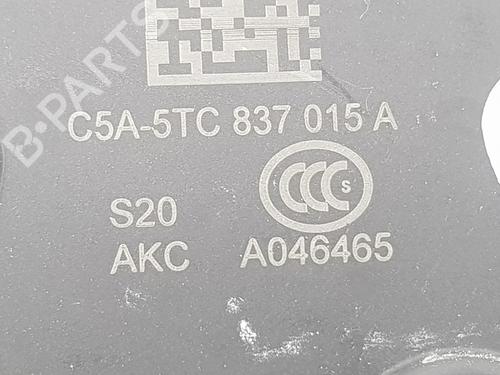 B-PARTS
C5A-5TC 837 015 A
CCC S
S20
AKC A046465